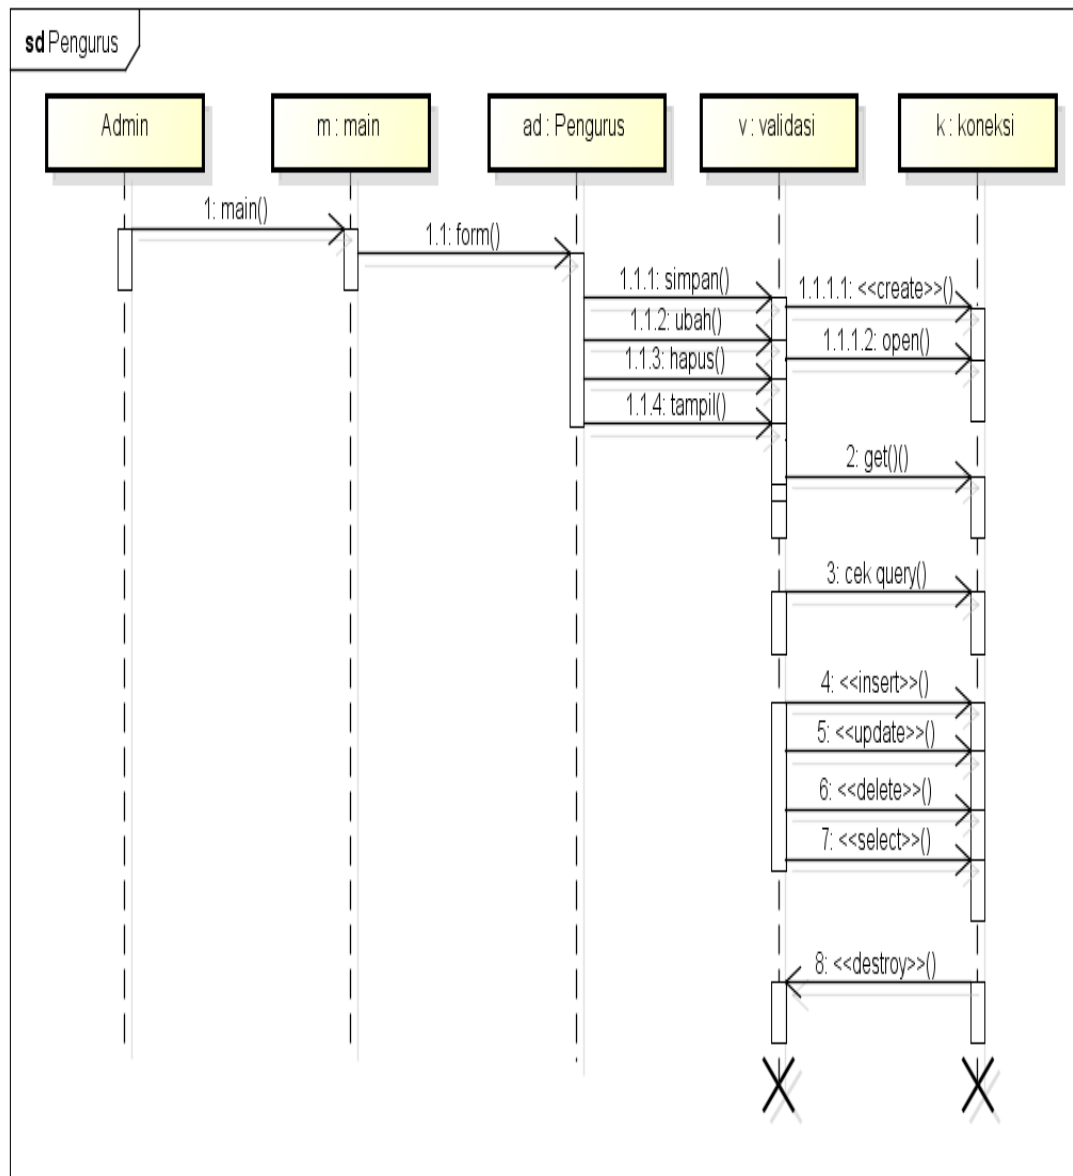 sd Pengurus
Admin
m : main
ad : Pengurus
v : validasi
k : koneksi
1: main()
1.1: form()
1.1.1: simpan()
1.1.1.1: <<create>>()
1.1.2: ubah()
1.1.1.2: open()
1.1.3: hapus()
1.1.4: tampil()
2: get()()
3: cek query()
4: <<insert>>()
5: <<update>>()
6: <<delete>>()
7: <<select>>()
8: <<destroy>>()